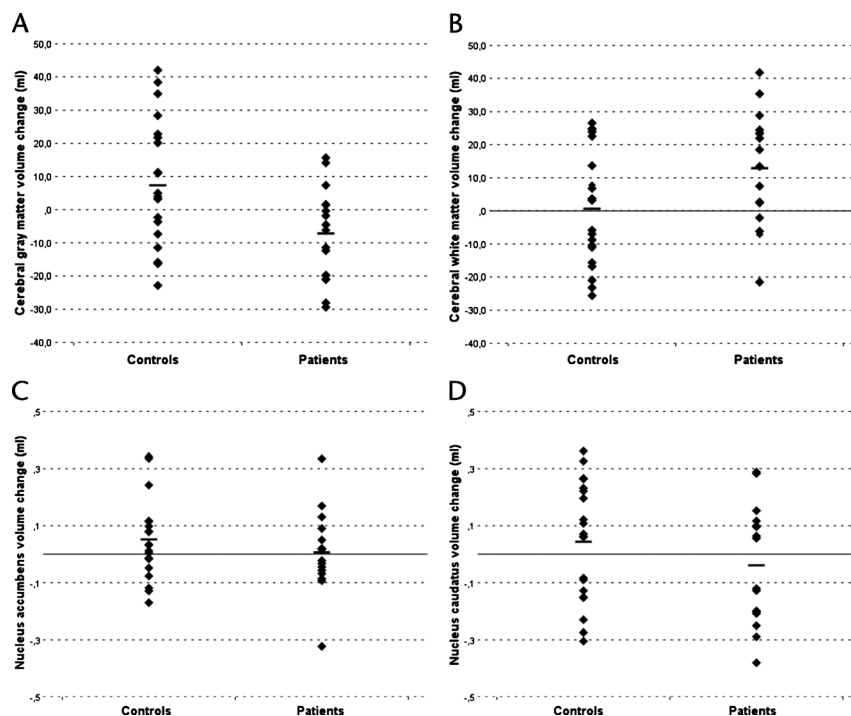 A
Cerebral gray matter volume change (ml)
50,0
40,0
30,0
20,0
10,0
,0
-10,0
-20,0
-30,0
-40,0
Controls
Patients
B
Cerebral white matter volume change (ml)
50,0
40,0
30,0
20,0
10,0
,0
-10,0
-20,0
-30,0
-40,0
Controls
Patients
C
Nucleus accumbens volume change (ml)
,5
,3
,1
-,1
-,3
-,5
Controls
Patients
D
Nucleus caudatus volume change (ml)
,5
,3
,1
-,1
-,3
-,5
Controls
Patients